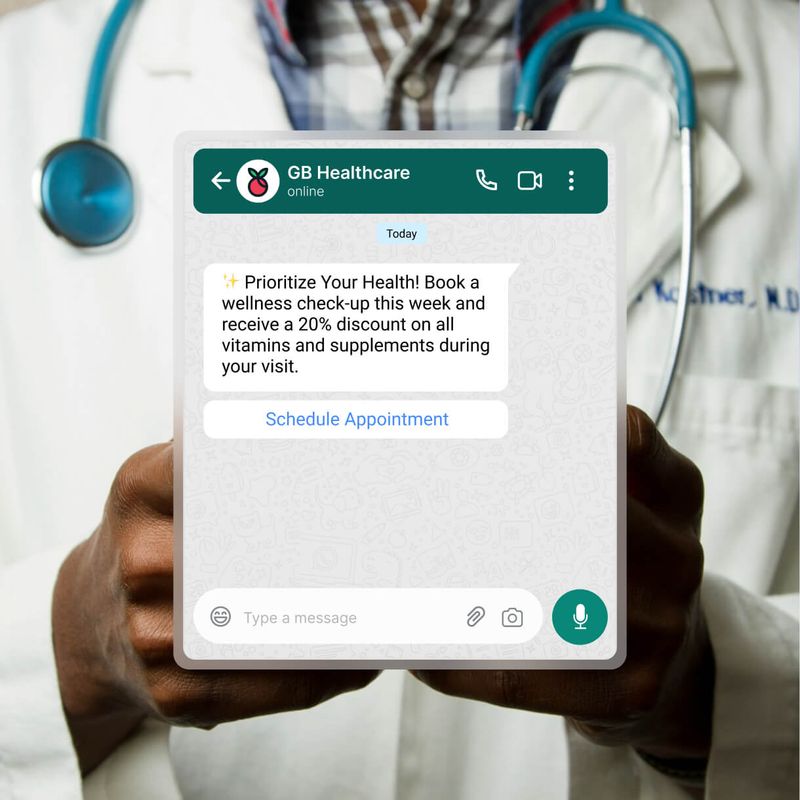 GB Healthcare
online
Today
✨ Prioritize Your Health! Book a
wellness check-up this week and
receive a 20% discount on all
vitamins and supplements during
your visit.
Schedule Appointment
Type a message
N.D